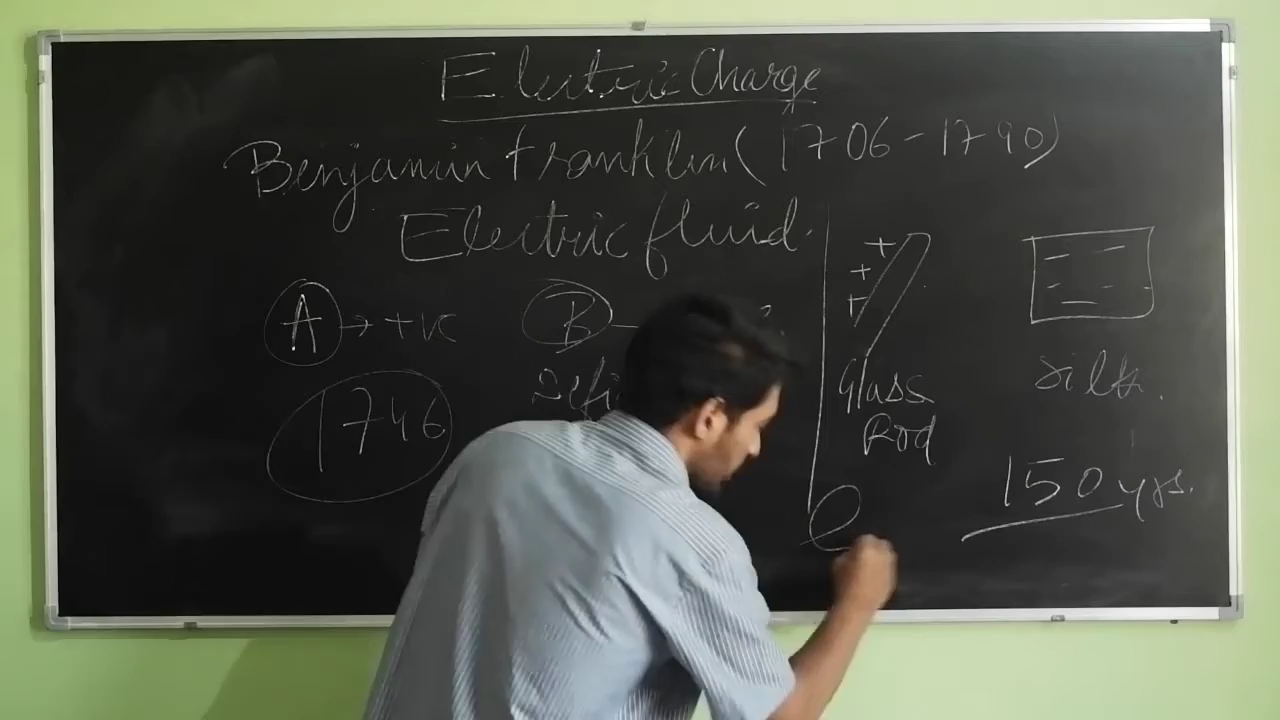 Electric Charge
Benjamin Franklin (1706-1790)
Electric fluid.
A → +ve
B
1746
+
+
+
Glass
Rod
silk.
150 yrs.
e